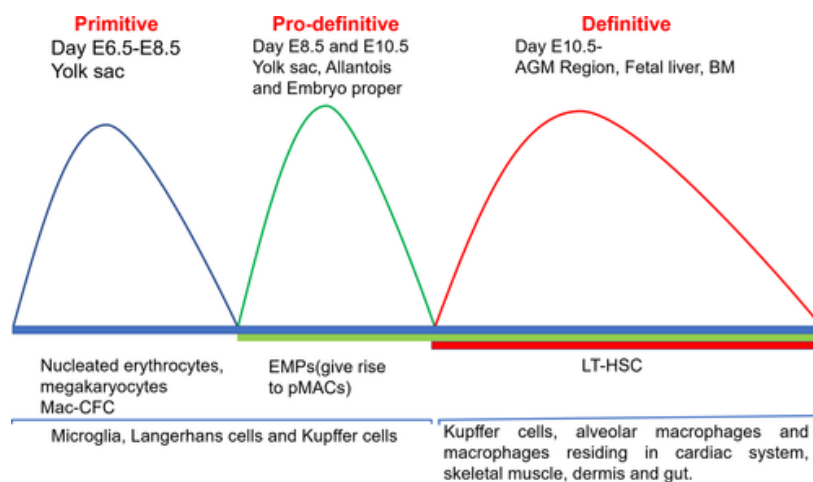 Primitive
Day E6.5-E8.5
Yolk sac
Pro-definitive
Day E8.5 and E10.5
Yolk sac, Allantois
and Embryo proper
Definitive
Day E10.5-
AGM Region, Fetal liver, BM
Nucleated erythrocytes,
megakaryocytes
Mac-CFC
EMPs(give rise
to pMACs)
LT-HSC
Microglia, Langerhans cells and Kupffer cells
Kupffer cells, alveolar macrophages and
macrophages residing in cardiac system,
skeletal muscle, dermis and gut.